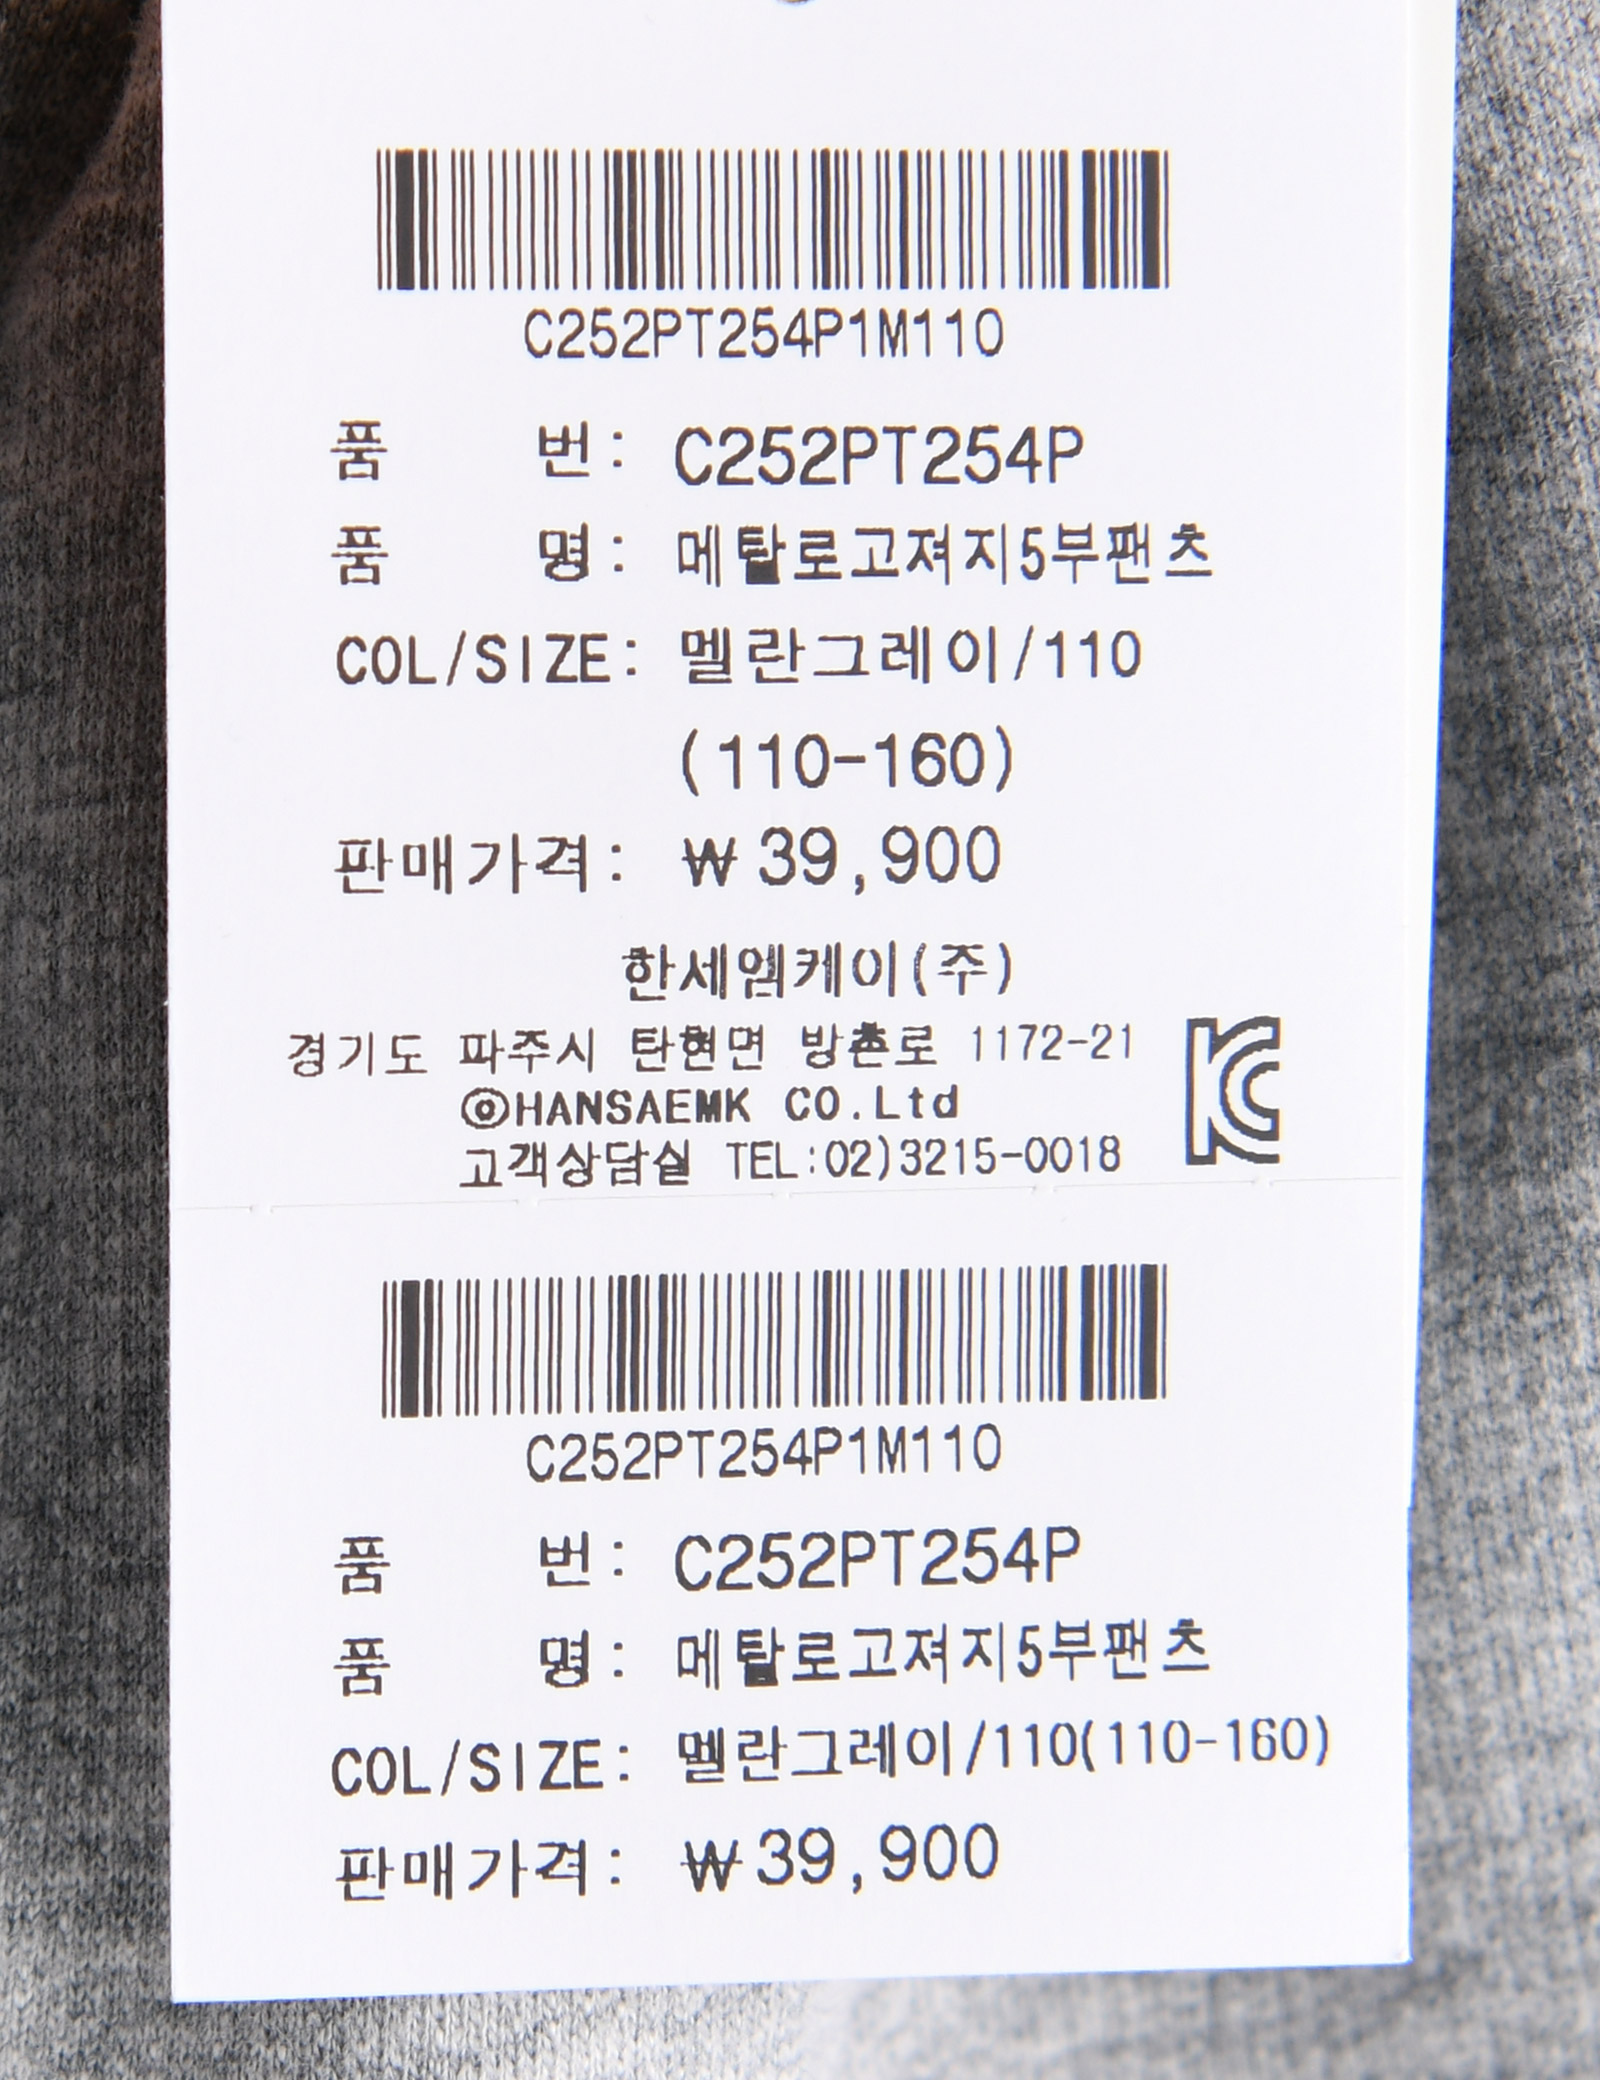 C252PT254P1M110
품 번: C252PT254P
품 명: 메탈로고져지5부팬츠
COL/SIZE: 멜란그레이/110
(110-160)
판매가격: ₩39,900
한세엠케이(주)
경기도 파주시 탄현면 방촌로 1172-21
ⓒHANSAEMK CO.Ltd
고객상담실 TEL:02)3215-0018
KC
C252PT254P1M110
품 번: C252PT254P
품 명: 메탈로고져지5부팬츠
COL/SIZE: 멜란그레이/110(110-160)
판매가격: ₩39,900